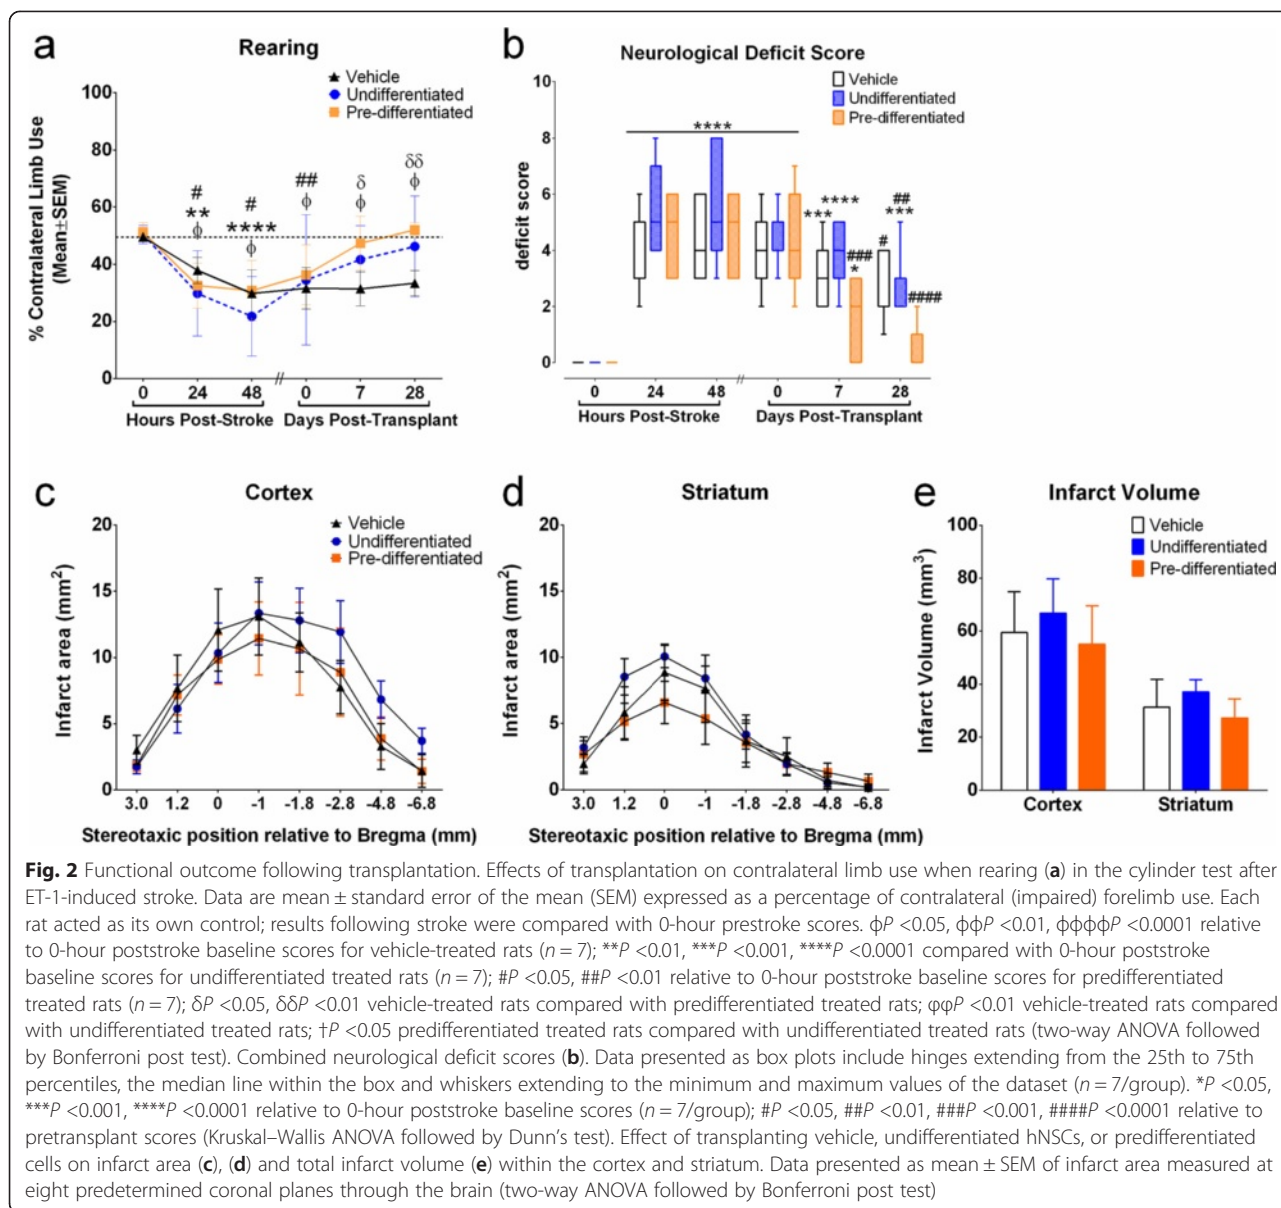 a
Rearing
Vehicle
Undifferentiated
Pre-differentiated
% Contralateral Limb Use
(Mean±SEM)
100
80
60
40
20
0
#
**
ϕ
#
****
ϕ
##
ϕ
δ
ϕ
δδ
ϕ
0 24 48 // 0 7 28
Hours Post-Stroke Days Post-Transplant
b
Neurological Deficit Score
Vehicle
Undifferentiated
Pre-differentiated
deficit score
10
8
6
4
2
0
****
*** ****
###
*
#
##
***
####
0 24 48 // 0 7 28
Hours Post-Stroke Days Post-Transplant
c
Cortex
Vehicle
Undifferentiated
Pre-differentiated
Infarct area (mm²)
20
15
10
5
0
3.0 1.2 0 -1 -1.8 -2.8 -4.8 -6.8
Stereotaxic position relative to Bregma (mm)
d
Striatum
Infarct area (mm²)
20
15
10
5
0
3.0 1.2 0 -1 -1.8 -2.8 -4.8 -6.8
Stereotaxic position relative to Bregma (mm)
e
Infarct Volume
Vehicle
Undifferentiated
Pre-differentiated
Infarct Volume (mm³)
100
80
60
40
20
0
Cortex Striatum
Fig. 2 Functional outcome following transplantation. Effects of transplantation on contralateral limb use when rearing (a) in the cylinder test after
ET-1-induced stroke. Data are mean ± standard error of the mean (SEM) expressed as a percentage of contralateral (impaired) forelimb use. Each
rat acted as its own control; results following stroke were compared with 0-hour prestroke scores. ϕP <0.05, ϕϕP <0.01, ϕϕϕϕP <0.0001 relative
to 0-hour poststroke baseline scores for vehicle-treated rats (n = 7); **P <0.01, ***P <0.001, ****P <0.0001 compared with 0-hour poststroke
baseline scores for undifferentiated treated rats (n = 7); #P <0.05, ##P <0.01 relative to 0-hour poststroke baseline scores for predifferentiated
treated rats (n = 7); δP <0.05, δδP <0.01 vehicle-treated rats compared with predifferentiated treated rats; φφP <0.01 vehicle-treated rats compared
with undifferentiated treated rats; †P <0.05 predifferentiated treated rats compared with undifferentiated treated rats (two-way ANOVA followed
by Bonferroni post test). Combined neurological deficit scores (b). Data presented as box plots include hinges extending from the 25th to 75th
percentiles, the median line within the box and whiskers extending to the minimum and maximum values of the dataset (n = 7/group). *P <0.05,
***P <0.001, ****P <0.0001 relative to 0-hour poststroke baseline scores (n = 7/group); #P <0.05, ##P <0.01, ###P <0.001, ####P <0.0001 relative to
pretransplant scores (Kruskal–Wallis ANOVA followed by Dunn's test). Effect of transplanting vehicle, undifferentiated hNSCs, or predifferentiated
cells on infarct area (c), (d) and total infarct volume (e) within the cortex and striatum. Data presented as mean ± SEM of infarct area measured at
eight predetermined coronal planes through the brain (two-way ANOVA followed by Bonferroni post test)